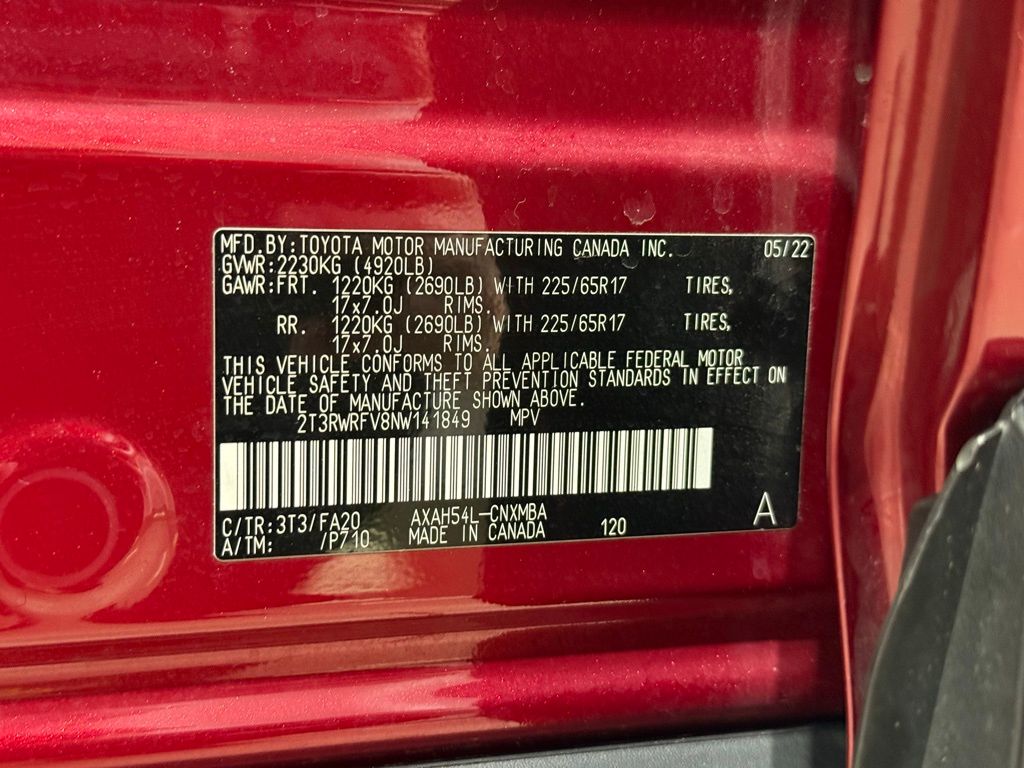 MFD.BY:TOYOTA MOTOR MANUFACTURING CANADA INC. 05/22
GVWR:2230KG (4920LB)
GAWR:FRT. 1220KG (2690LB) WITH 225/65R17 TIRES,
17x7.0J RIMS.
RR. 1220KG (2690LB) WITH 225/65R17 TIRES,
17x7.0J RIMS.
THIS VEHICLE CONFORMS TO ALL APPLICABLE FEDERAL MOTOR
VEHICLE SAFETY AND THEFT PREVENTION STANDARDS IN EFFECT ON
THE DATE OF MANUFACTURE SHOWN ABOVE.
2T3RWRFV8NW141849 MPV
C/TR:3T3/FA20 AXAH54L-CNXMBA 120 A
A/TM: /P710 MADE IN CANADA